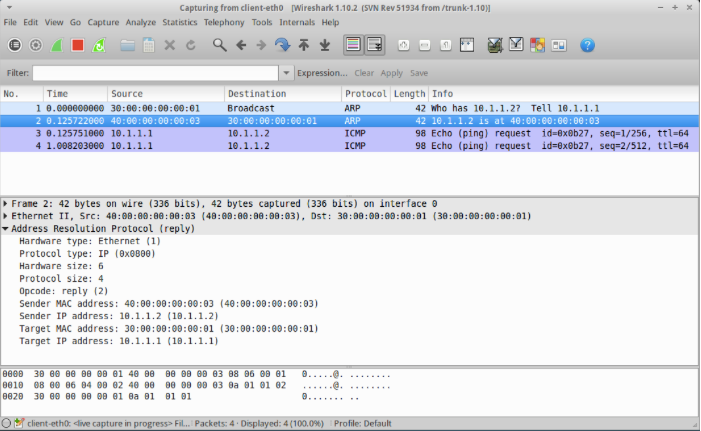 Capturing from client-eth0   [Wireshark 1.10.2  (SVN Rev 51934 from /trunk-1.10)]
File Edit View Go Capture Analyze Statistics Telephony Tools Internals Help
Filter: Expression... Clear Apply Save
No. Time Source Destination Protocol Length Info
1 0.000000000 30:00:00:00:00:01 Broadcast ARP 42 Who has 10.1.1.2?  Tell 10.1.1.1
2 0.125722000 40:00:00:00:00:03 30:00:00:00:00:01 ARP 42 10.1.1.2 is at 40:00:00:00:00:03
3 0.125751000 10.1.1.1 10.1.1.2 ICMP 98 Echo (ping) request  id=0x0b27, seq=1/256, ttl=64
4 1.008203000 10.1.1.1 10.1.1.2 ICMP 98 Echo (ping) request  id=0x0b27, seq=2/512, ttl=64
Frame 2: 42 bytes on wire (336 bits), 42 bytes captured (336 bits) on interface 0
Ethernet II, Src: 40:00:00:00:00:03 (40:00:00:00:00:03), Dst: 30:00:00:00:00:01 (30:00:00:00:00:01)
Address Resolution Protocol (reply)
Hardware type: Ethernet (1)
Protocol type: IP (0x0800)
Hardware size: 6
Protocol size: 4
Opcode: reply (2)
Sender MAC address: 40:00:00:00:00:03 (40:00:00:00:00:03)
Sender IP address: 10.1.1.2 (10.1.1.2)
Target MAC address: 30:00:00:00:00:01 (30:00:00:00:00:01)
Target IP address: 10.1.1.1 (10.1.1.1)
0000  30 00 00 00 00 01 40 00  00 00 00 03 08 06 00 01   0.....@. ........
0010  08 00 06 04 00 02 40 00  00 00 00 03 0a 01 01 02   ......@. ........
0020  30 00 00 00 00 01 0a 01  01 01   0....... ..
client-eth0: <live capture in progress> Fil... Packets: 4 · Displayed: 4 (100.0%) Profile: Default